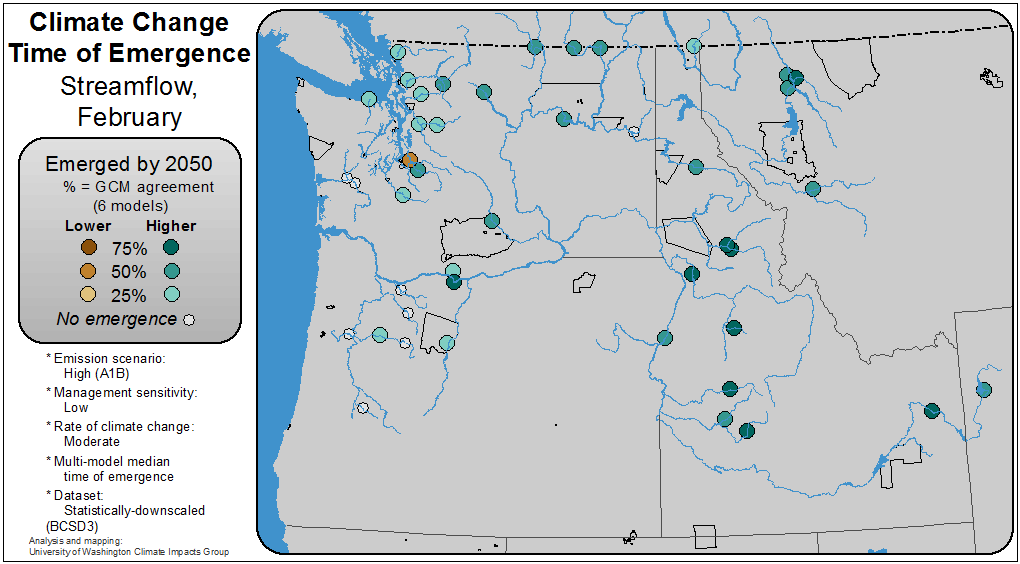 Climate Change
Time of Emergence
Streamflow,
February
Emerged by 2050
% = GCM agreement
(6 models)
Lower Higher
75%
50%
25%
No emergence
* Emission scenario:
High (A1B)
* Management sensitivity:
Low
* Rate of climate change:
Moderate
* Multi-model median
time of emergence
* Dataset:
Statistically-downscaled
(BCSD3)
Analysis and mapping:
University of Washington Climate Impacts Group